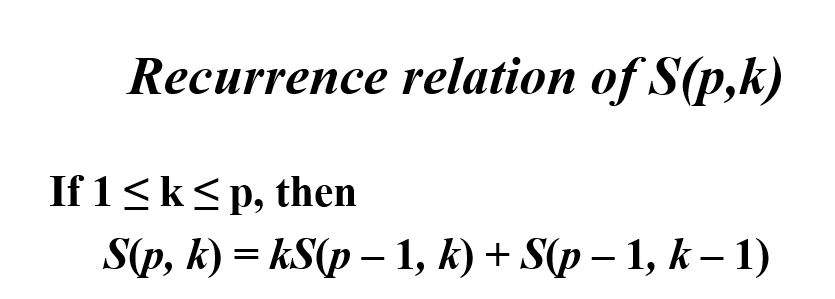 Recurrence relation of S(p,k)
If 1 ≤ k ≤ p, then
S(p, k) = kS(p – 1, k) + S(p – 1, k – 1)